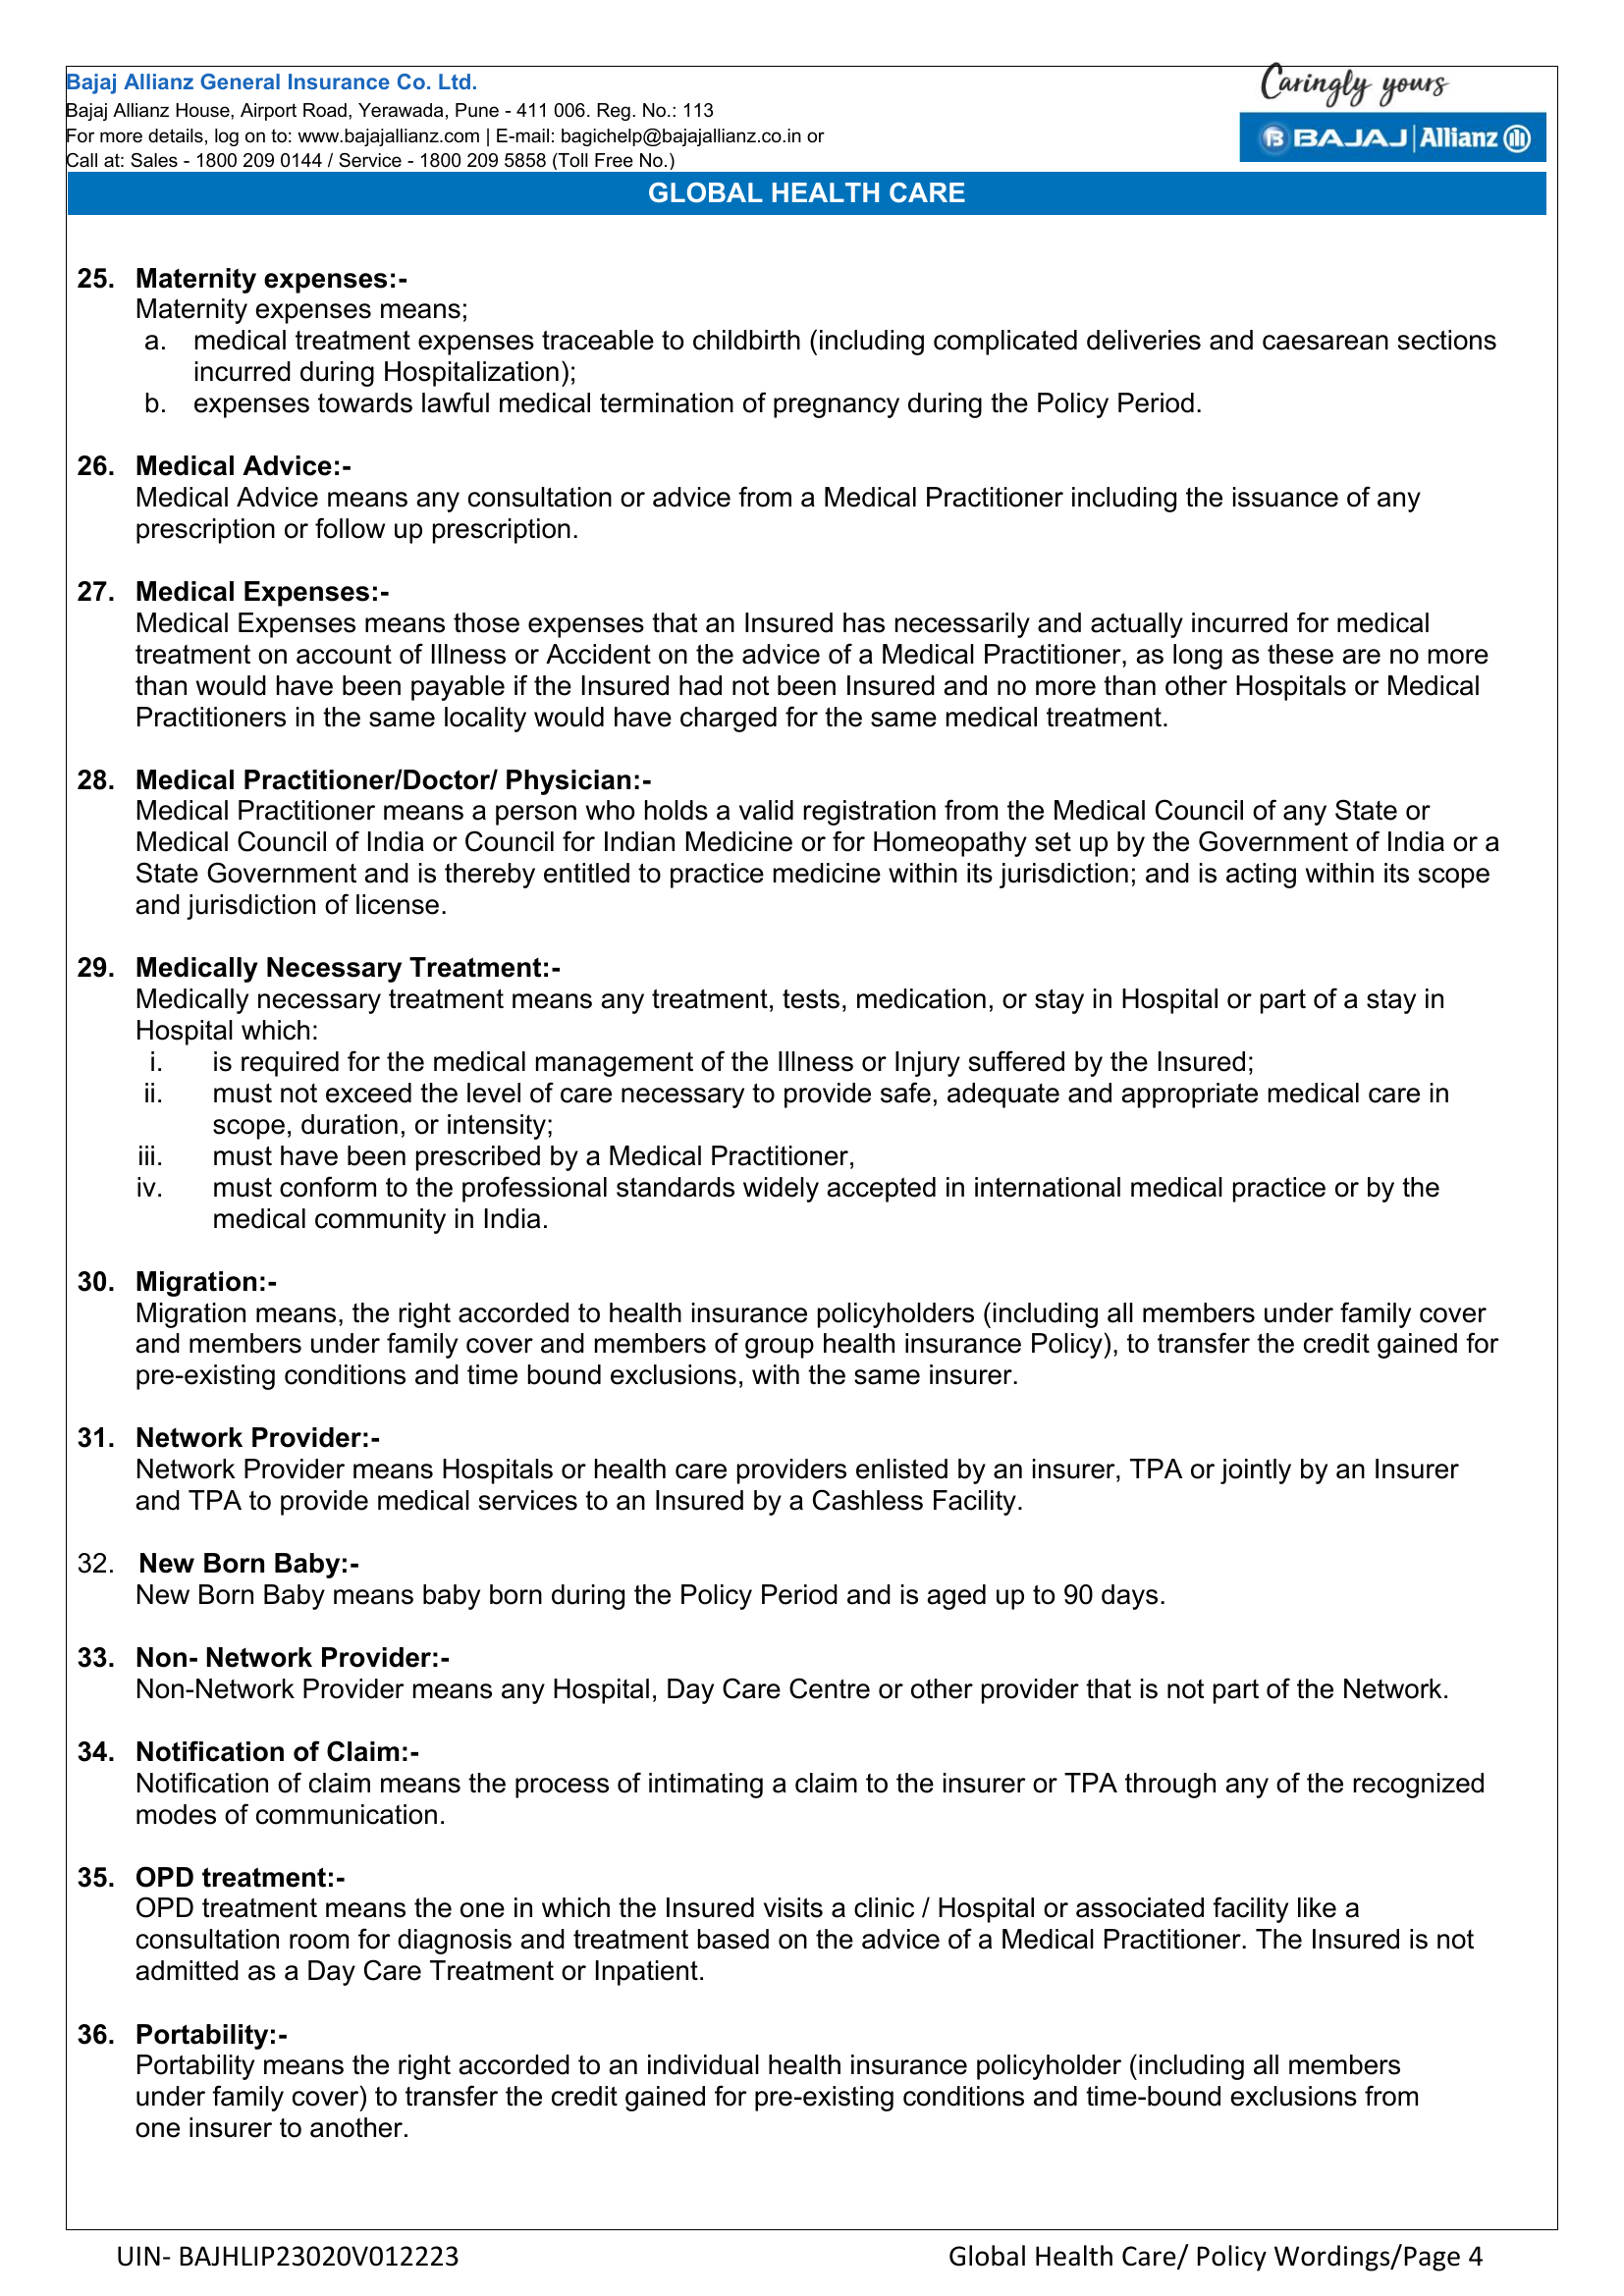 Bajaj Allianz General Insurance Co. Ltd.
Bajaj Allianz House, Airport Road, Yerawada, Pune - 411 006. Reg. No.: 113
For more details, log on to: www.bajajallianz.com | E-mail: bagichelp@bajajallianz.co.in or
Call at: Sales - 1800 209 0144 / Service - 1800 209 5858 (Toll Free No.)
Caringly yours
BAJAJ | Allianz
GLOBAL HEALTH CARE
25. Maternity expenses:-
Maternity expenses means;
a. medical treatment expenses traceable to childbirth (including complicated deliveries and caesarean sections
incurred during Hospitalization);
b. expenses towards lawful medical termination of pregnancy during the Policy Period.
26. Medical Advice:-
Medical Advice means any consultation or advice from a Medical Practitioner including the issuance of any
prescription or follow up prescription.
27. Medical Expenses:-
Medical Expenses means those expenses that an Insured has necessarily and actually incurred for medical
treatment on account of Illness or Accident on the advice of a Medical Practitioner, as long as these are no more
than would have been payable if the Insured had not been Insured and no more than other Hospitals or Medical
Practitioners in the same locality would have charged for the same medical treatment.
28. Medical Practitioner/Doctor/ Physician:-
Medical Practitioner means a person who holds a valid registration from the Medical Council of any State or
Medical Council of India or Council for Indian Medicine or for Homeopathy set up by the Government of India or a
State Government and is thereby entitled to practice medicine within its jurisdiction; and is acting within its scope
and jurisdiction of license.
29. Medically Necessary Treatment:-
Medically necessary treatment means any treatment, tests, medication, or stay in Hospital or part of a stay in
Hospital which:
i. is required for the medical management of the Illness or Injury suffered by the Insured;
ii. must not exceed the level of care necessary to provide safe, adequate and appropriate medical care in
scope, duration, or intensity;
iii. must have been prescribed by a Medical Practitioner,
iv. must conform to the professional standards widely accepted in international medical practice or by the
medical community in India.
30. Migration:-
Migration means, the right accorded to health insurance policyholders (including all members under family cover
and members under family cover and members of group health insurance Policy), to transfer the credit gained for
pre-existing conditions and time bound exclusions, with the same insurer.
31. Network Provider:-
Network Provider means Hospitals or health care providers enlisted by an insurer, TPA or jointly by an Insurer
and TPA to provide medical services to an Insured by a Cashless Facility.
32. New Born Baby:-
New Born Baby means baby born during the Policy Period and is aged up to 90 days.
33. Non- Network Provider:-
Non-Network Provider means any Hospital, Day Care Centre or other provider that is not part of the Network.
34. Notification of Claim:-
Notification of claim means the process of intimating a claim to the insurer or TPA through any of the recognized
modes of communication.
35. OPD treatment:-
OPD treatment means the one in which the Insured visits a clinic / Hospital or associated facility like a
consultation room for diagnosis and treatment based on the advice of a Medical Practitioner. The Insured is not
admitted as a Day Care Treatment or Inpatient.
36. Portability:-
Portability means the right accorded to an individual health insurance policyholder (including all members
under family cover) to transfer the credit gained for pre-existing conditions and time-bound exclusions from
one insurer to another.
UIN- BAJHLIP23020V012223
Global Health Care/ Policy Wordings/Page 4